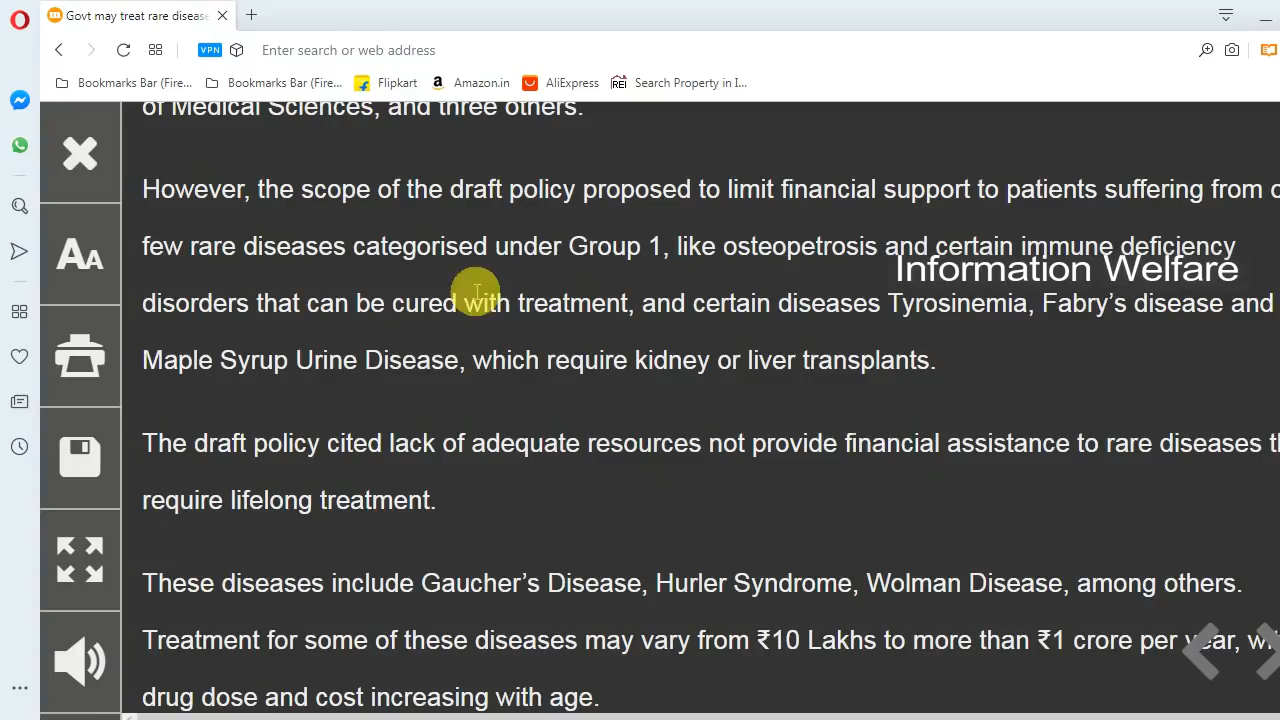 Govt may treat rare disease
VPN
Enter search or web address
Bookmarks Bar (Fire...
Bookmarks Bar (Fire...
Flipkart
a
Amazon.in
AliExpress
REI
Search Property in I...
of Medical Sciences, and three others.
However, the scope of the draft policy proposed to limit financial support to patients suffering from
few rare diseases categorised under Group 1, like osteopetrosis and certain immune deficiency
Information Welfare
disorders that can be cured with treatment, and certain diseases Tyrosinemia, Fabry’s disease and
Maple Syrup Urine Disease, which require kidney or liver transplants.
The draft policy cited lack of adequate resources not provide financial assistance to rare diseases
require lifelong treatment.
These diseases include Gaucher’s Disease, Hurler Syndrome, Wolman Disease, among others.
Treatment for some of these diseases may vary from ₹10 Lakhs to more than ₹1 crore per year,
drug dose and cost increasing with age.
AA